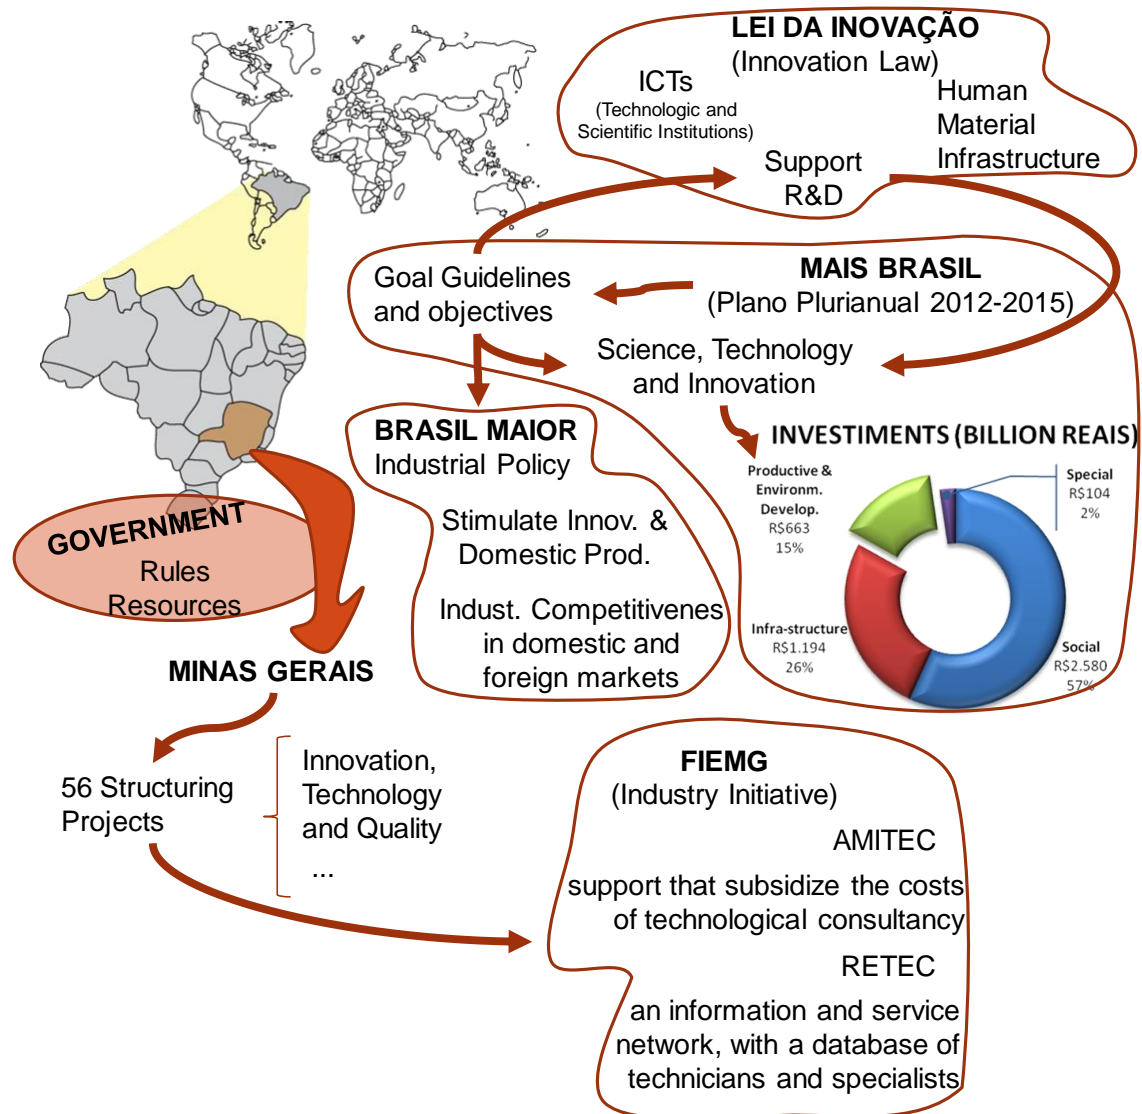 LEI DA INOVAÇÃO
(Innovation Law)
ICTs
(Technologic and
Scientific Institutions)
Human
Material
Infrastructure
Support
R&D
Goal Guidelines
and objectives
MAIS BRASIL
(Plano Plurianual 2012-2015)
Science, Technology
and Innovation
BRASIL MAIOR
Industrial Policy
Stimulate Innov. &
Domestic Prod.
Indust. Competitivenes
in domestic and
foreign markets
INVESTIMENTS (BILLION REAIS)
Productive &
Environm.
Develop.
R$663
15%
Special
R$104
2%
Infra-structure
R$1.194
26%
Social
R$2.580
57%
GOVERNMENT
Rules
Resources
MINAS GERAIS
56 Structuring
Projects
Innovation,
Technology
and Quality
...
FIEMG
(Industry Initiative)
AMITEC
support that subsidize the costs
of technological consultancy
RETEC
an information and service
network, with a database of
technicians and specialists